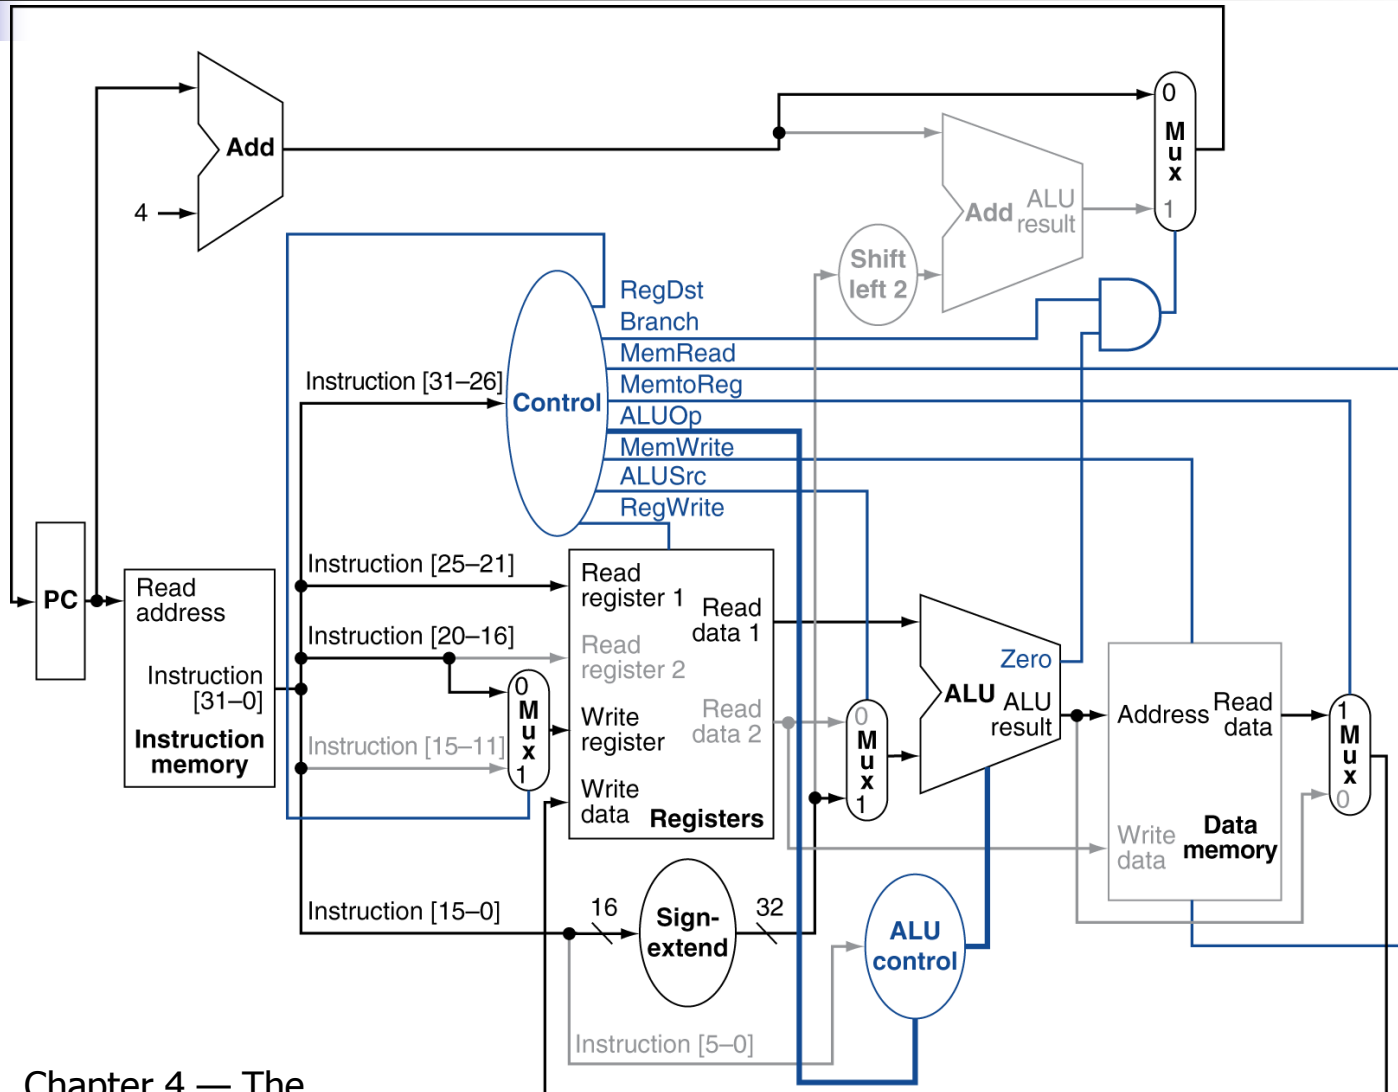 0
M
u
x
1
Add
4
Add
ALU
result
Shift
left 2
RegDst
Branch
MemRead
MemtoReg
ALUOp
MemWrite
ALUSrc
RegWrite
Instruction [31–26]
Control
PC
Read
address
Instruction
[31–0]
Instruction
memory
Instruction [25–21]
Instruction [20–16]
Instruction [15–11]
0
M
u
x
1
Read
register 1
Read
register 2
Write
register
Write
data
Read
data 1
Read
data 2
Registers
0
M
u
x
1
Zero
ALU
ALU
result
Address
Read
data
Write
data
Data
memory
1
M
u
x
0
Instruction [15–0]
16
Sign-
extend
32
ALU
control
Instruction [5–0]
Chapter 4 — The